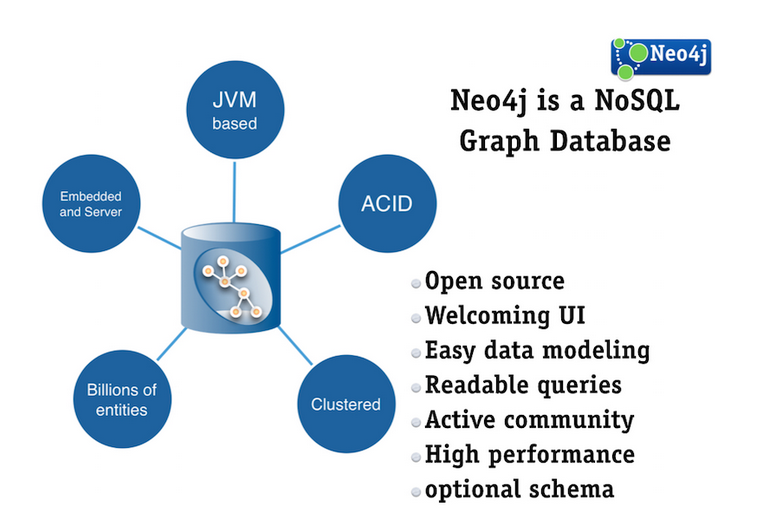 Neo4j
Neo4j is a NoSQL
Graph Database
JVM
based
Embedded
and Server
ACID
Billions of
entities
Clustered
Open source
Welcoming UI
Easy data modeling
Readable queries
Active community
High performance
optional schema